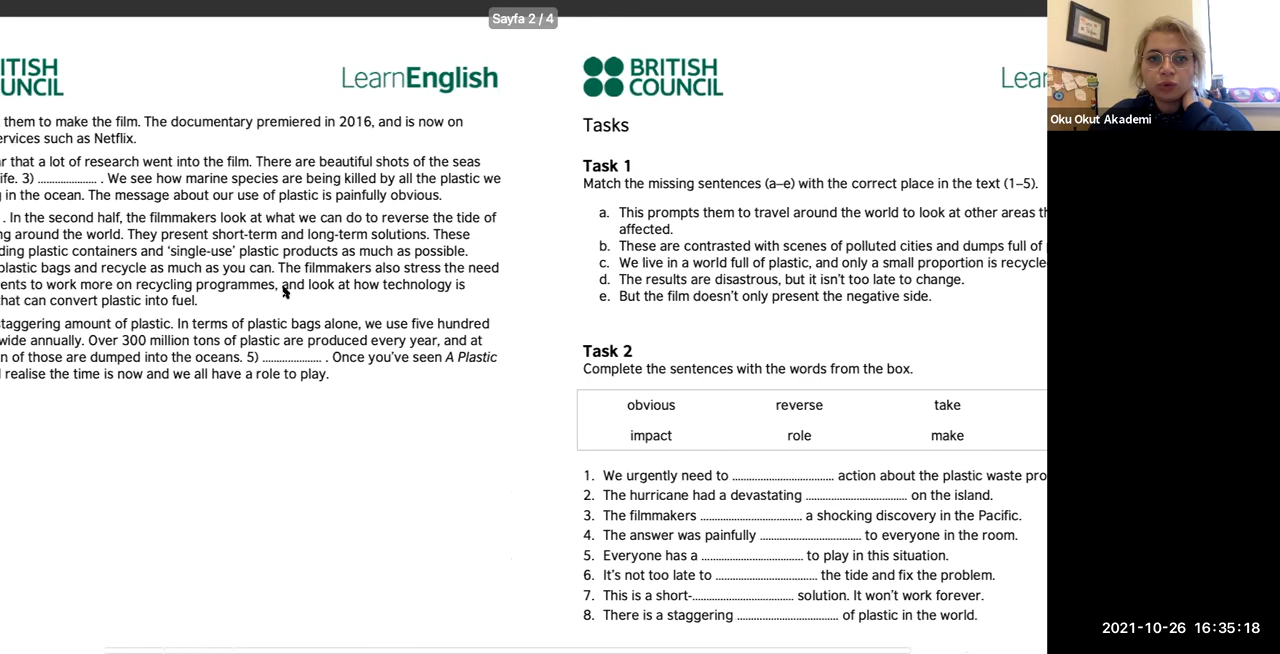 Sayfa 2 / 4
ITISH
UNCIL
LearnEnglish
them to make the film. The documentary premiered in 2016, and is now on
ervices such as Netflix.
r that a lot of research went into the film. There are beautiful shots of the seas
ife. 3) ..................... . We see how marine species are being killed by all the plastic we
g in the ocean. The message about our use of plastic is painfully obvious.
. In the second half, the filmmakers look at what we can do to reverse the tide of
ng around the world. They present short-term and long-term solutions. These
ding plastic containers and ‘single-use’ plastic products as much as possible.
plastic bags and recycle as much as you can. The filmmakers also stress the need
ents to work more on recycling programmes, and look at how technology is
that can convert plastic into fuel.
staggering amount of plastic. In terms of plastic bags alone, we use five hundred
wide annually. Over 300 million tons of plastic are produced every year, and at
n of those are dumped into the oceans. 5) ..................... . Once you’ve seen A Plastic
l realise the time is now and we all have a role to play.
BRITISH
COUNCIL
Lear
Tasks
Task 1
Match the missing sentences (a–e) with the correct place in the text (1–5).
a. This prompts them to travel around the world to look at other areas th
affected.
b. These are contrasted with scenes of polluted cities and dumps full of
c. We live in a world full of plastic, and only a small proportion is recycle
d. The results are disastrous, but it isn’t too late to change.
e. But the film doesn’t only present the negative side.
Task 2
Complete the sentences with the words from the box.
obvious reverse take
impact role make
1. We urgently need to .................................. action about the plastic waste pro
2. The hurricane had a devastating .................................. on the island.
3. The filmmakers .................................. a shocking discovery in the Pacific.
4. The answer was painfully .................................. to everyone in the room.
5. Everyone has a .................................. to play in this situation.
6. It’s not too late to .................................. the tide and fix the problem.
7. This is a short-.................................. solution. It won’t work forever.
8. There is a staggering .................................. of plastic in the world.
Oku Okut Akademi
2021-10-26 16:35:18